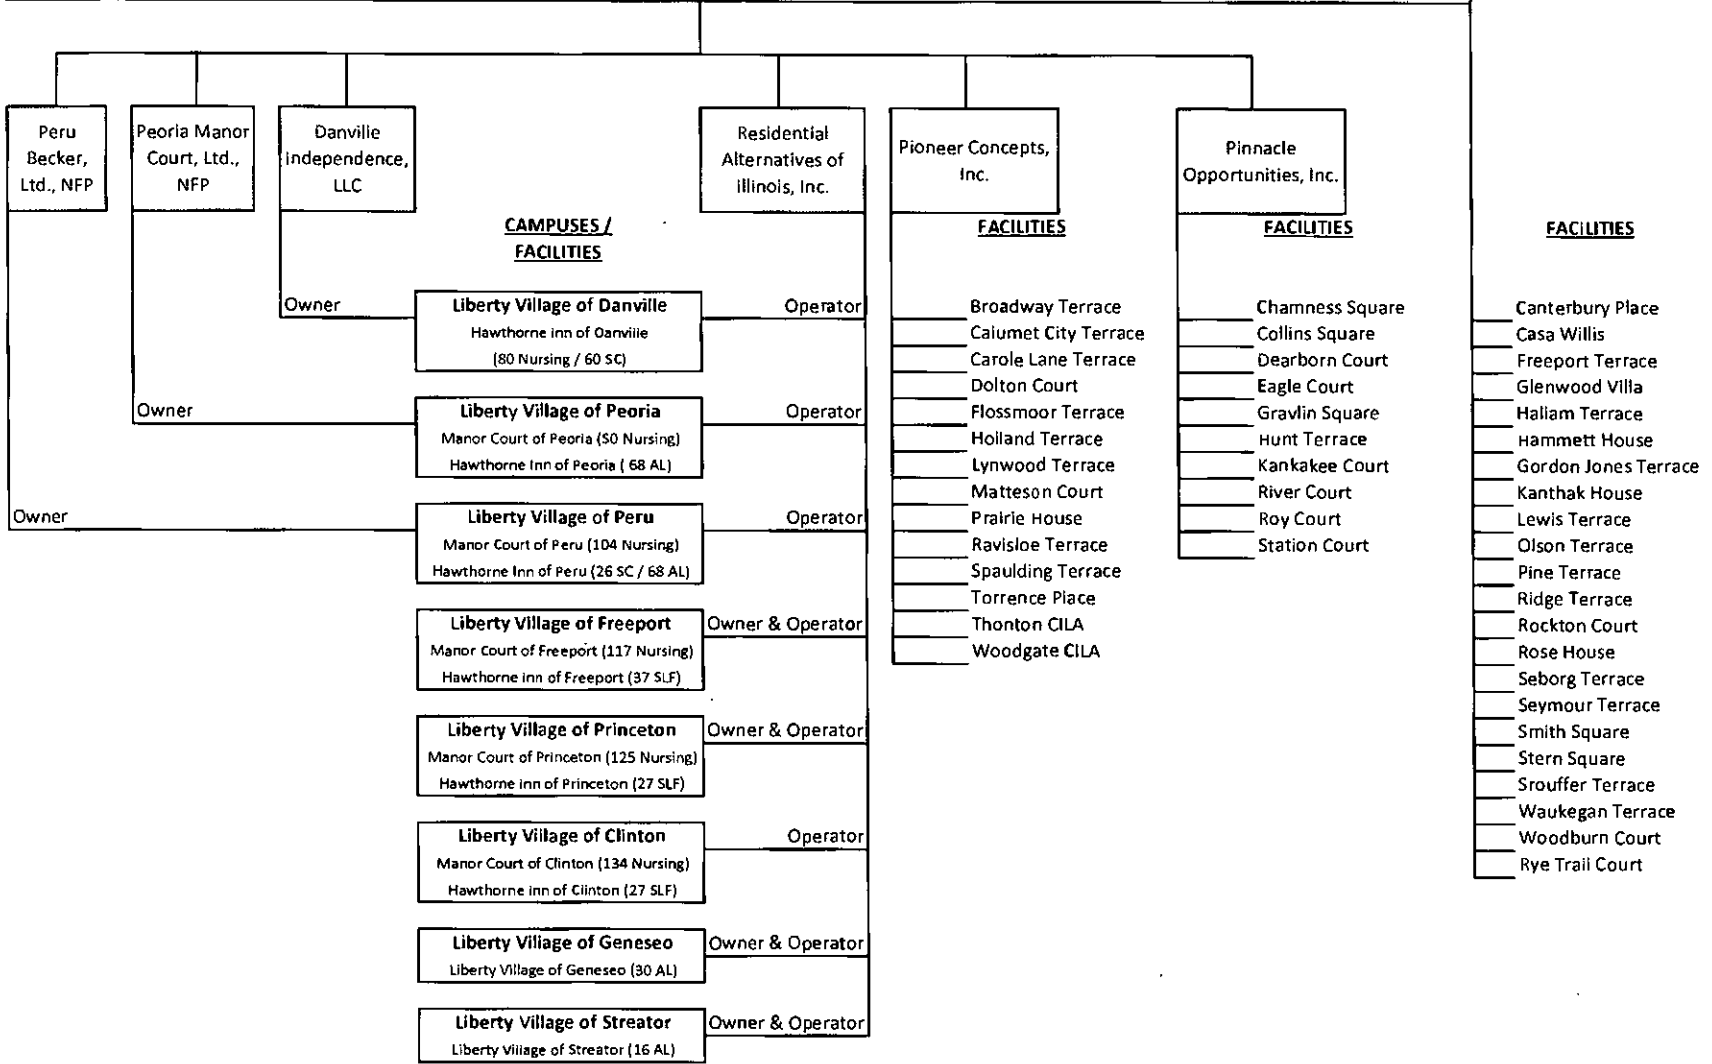 Peru
Becker,
Ltd., NFP
Peoria Manor
Court, Ltd.,
NFP
Danville
Independence,
LLC
Residential
Alternatives of
Illinois, Inc.
Pioneer Concepts,
Inc.
Pinnacle
Opportunities, Inc.
CAMPUSES /
FACILITIES
Owner
Liberty Village of Danville
Hawthorne Inn of Danville
(80 Nursing / 60 SC)
Operator
Owner
Liberty Village of Peoria
Manor Court of Peoria (50 Nursing)
Hawthorne Inn of Peoria ( 68 AL)
Operator
Owner
Liberty Village of Peru
Manor Court of Peru (104 Nursing)
Hawthorne Inn of Peru (26 SC / 68 AL)
Operator
Liberty Village of Freeport
Manor Court of Freeport (117 Nursing)
Hawthorne Inn of Freeport (37 SLF)
Owner & Operator
Liberty Village of Princeton
Manor Court of Princeton (125 Nursing)
Hawthorne Inn of Princeton (27 SLF)
Owner & Operator
Liberty Village of Clinton
Manor Court of Clinton (134 Nursing)
Hawthorne Inn of Clinton (27 SLF)
Operator
Liberty Village of Geneseo
Liberty Village of Geneseo (30 AL)
Owner & Operator
Liberty Village of Streator
Liberty Village of Streator (16 AL)
Owner & Operator
FACILITIES
Broadway Terrace
Calumet City Terrace
Carole Lane Terrace
Dolton Court
Flossmoor Terrace
Holland Terrace
Lynwood Terrace
Matteson Court
Prairie House
Ravisloe Terrace
Spaulding Terrace
Torrence Place
Thonton CILA
Woodgate CILA
FACILITIES
Chamness Square
Collins Square
Dearborn Court
Eagle Court
Gravlin Square
Hunt Terrace
Kankakee Court
River Court
Roy Court
Station Court
FACILITIES
Canterbury Place
Casa Willis
Freeport Terrace
Glenwood Villa
Hallam Terrace
Hammett House
Gordon Jones Terrace
Kanthak House
Lewis Terrace
Olson Terrace
Pine Terrace
Ridge Terrace
Rockton Court
Rose House
Seborg Terrace
Seymour Terrace
Smith Square
Stern Square
Srouffer Terrace
Waukegan Terrace
Woodburn Court
Rye Trail Court